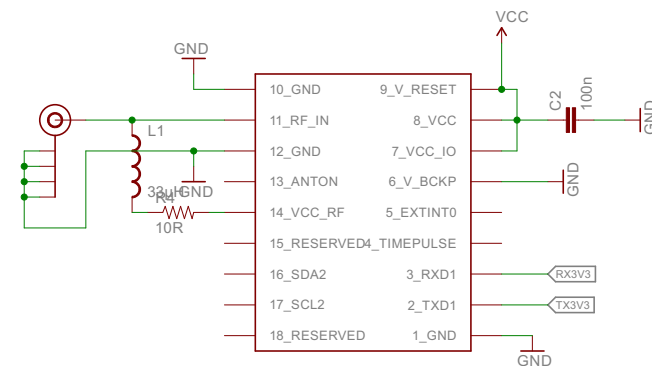 VCC
GND
10_GND
9_V_RESET
C2
100n
11_RF_IN
8_VCC
GND
L1
12_GND
7_VCC_IO
33uH
GND
13_ANTON
6_V_BCKP
GND
R4
14_VCC_RF
5_EXTINT0
10R
15_RESERVED
4_TIMEPULSE
16_SDA2
3_RXD1
RX3V3
17_SCL2
2_TXD1
TX3V3
18_RESERVED
1_GND
GND